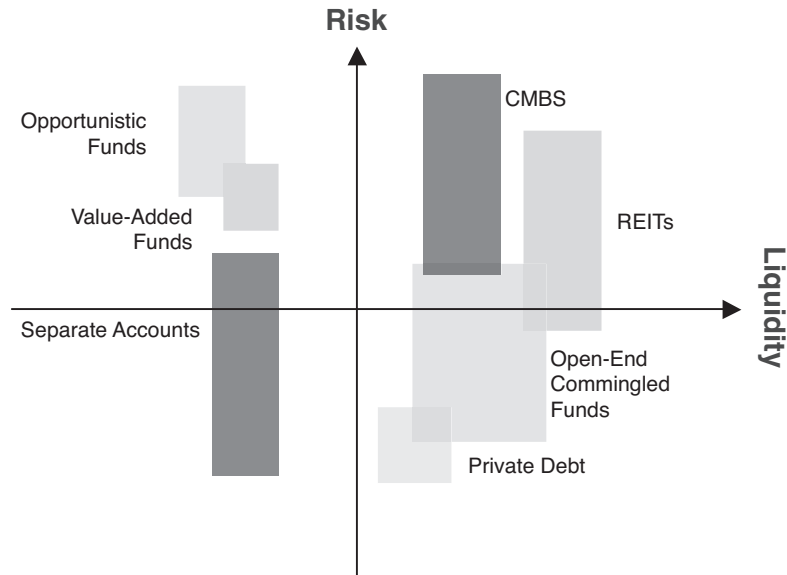 Risk
CMBS
Opportunistic
Funds
REITs
Value-Added
Funds
Liquidity
Separate Accounts
Open-End
Commingled
Funds
Private Debt